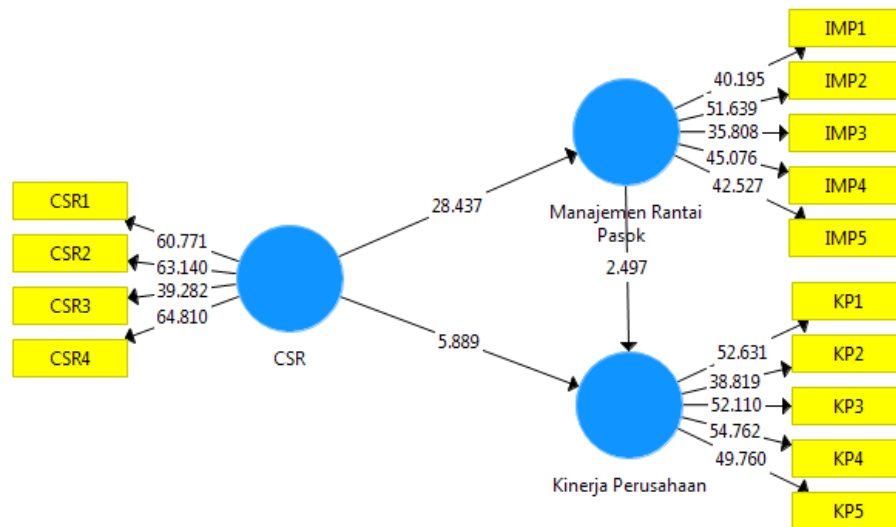 CSR1
CSR2
CSR3
CSR4
60.771
63.140
39.282
64.810
CSR
28.437
5.889
Manajemen Rantai
Pasok
2.497
Kinerja Perusahaan
40.195
51.639
35.808
45.076
42.527
IMP1
IMP2
IMP3
IMP4
IMP5
52.631
38.819
52.110
54.762
49.760
KP1
KP2
KP3
KP4
KP5